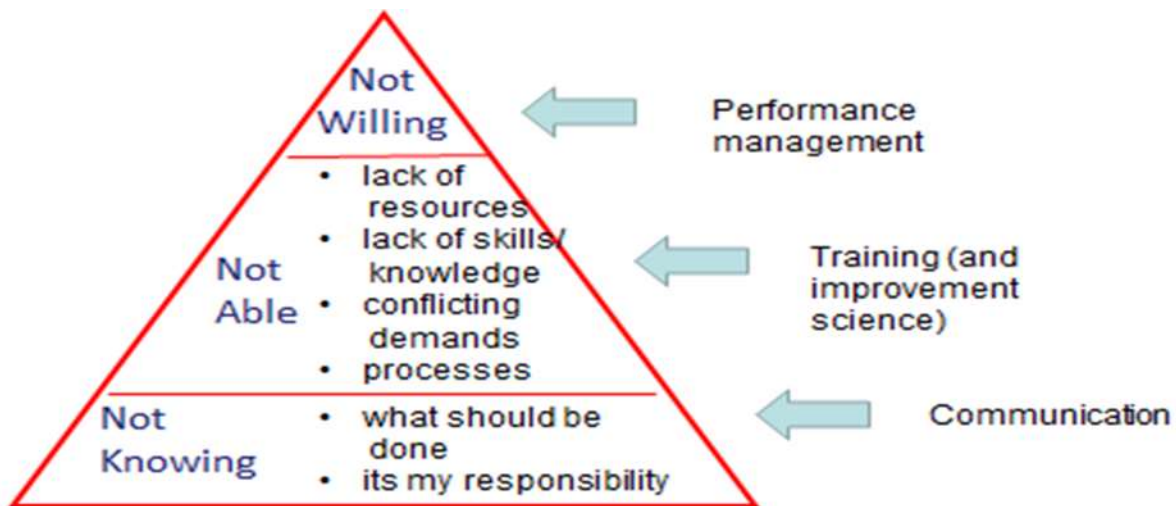 Not
Willing
Performance
management
• lack of
resources
• lack of skills/
knowledge
• conflicting
demands
• processes
Not
Able
Training (and
improvement
science)
Not
Knowing
• what should be
done
• its my responsibility
Communication